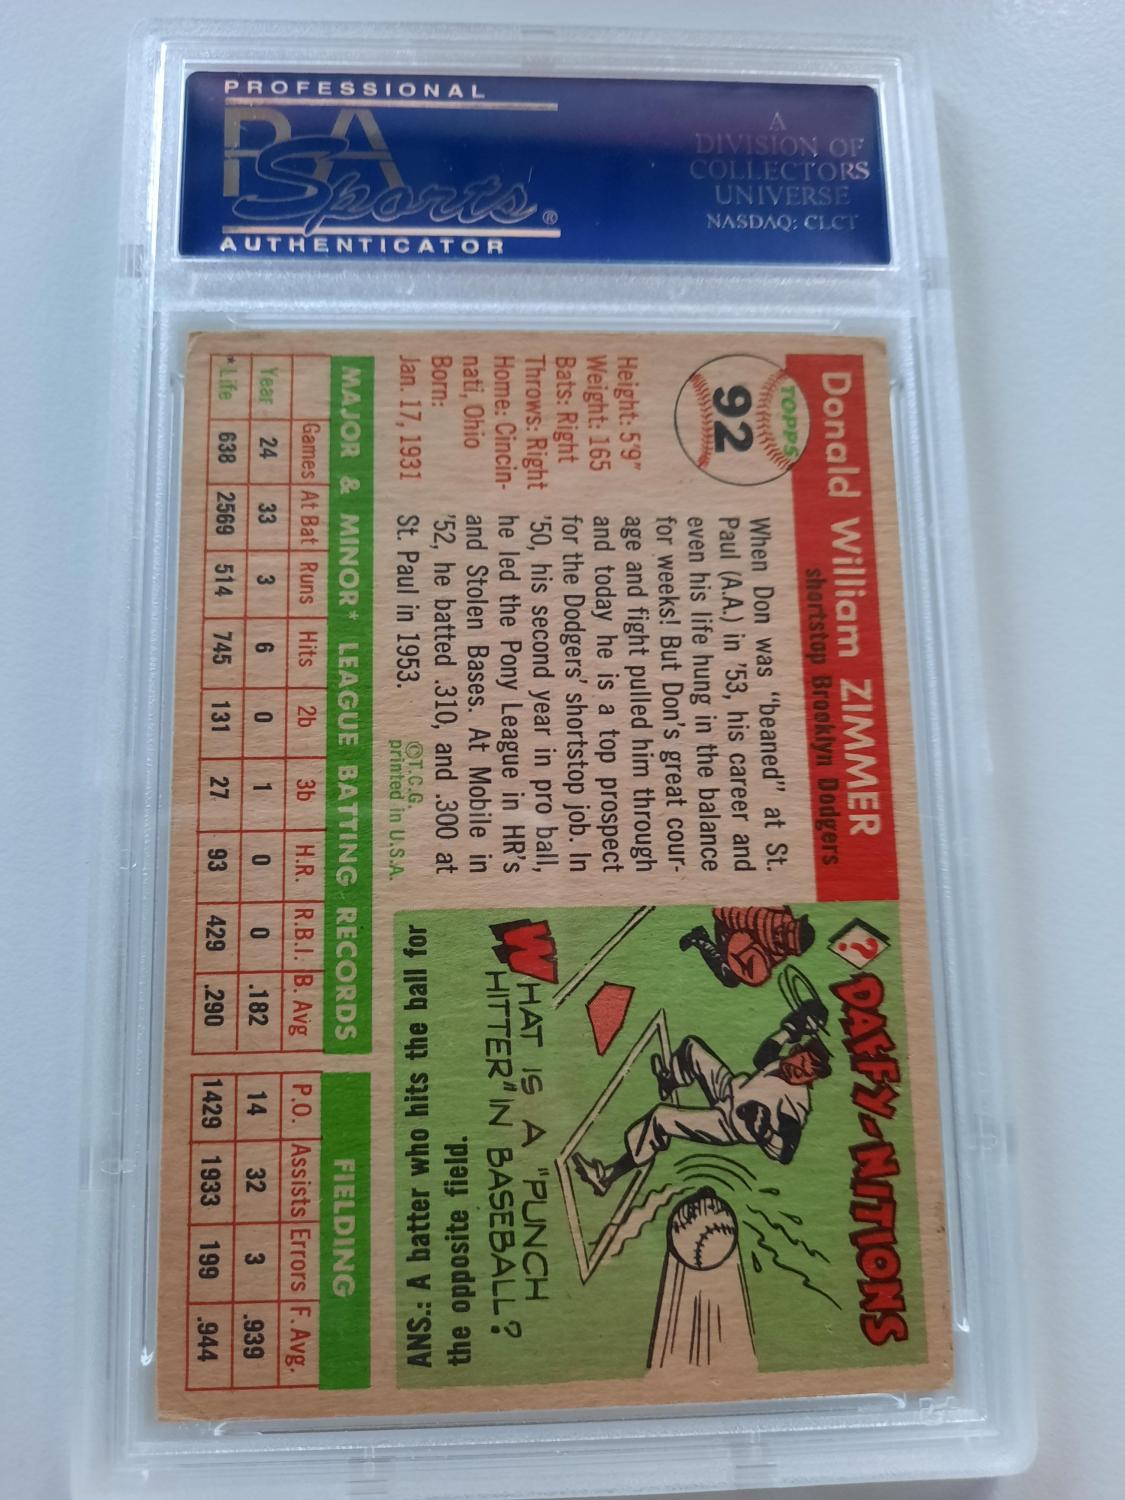 PROFESSIONAL
PSA
Sports®
AUTHENTICATOR
A
DIVISION OF
COLLECTORS
UNIVERSE
NASDAQ: CLCT
Donald William ZIMMER
shortstop Brooklyn Dodgers
TOPPS
92
Height: 5'9"
Weight: 165
Bats: Right
Throws: Right
Home: Cincin-
nati, Ohio
Born:
Jan. 17, 1931
When Don was "beaned" at St.
Paul (A.A.) in '53, his career and
even his life hung in the balance
for weeks! But Don's great cour-
age and fight pulled him through
and today he is a top prospect
for the Dodgers' shortstop job. In
'50, his second year in pro ball,
he led the Pony League in HR's
and Stolen Bases. At Mobile in
'52, he batted .310, and .300 at
St. Paul in 1953.
©T.C.G.
printed in U.S.A.
? DAFFY-NITIONS
WHAT IS A "PUNCH
HITTER" IN BASEBALL?
ANS.: A batter who hits the ball for
the opposite field.
MAJOR & MINOR* LEAGUE BATTING RECORDS FIELDING
Games At Bat Runs Hits 2b 3b H.R. R.B.I. B. Avg P.O. Assists Errors F. Avg.
Year 24 33 3 6 0 1 0 0 .182 14 32 3 .939
*Life 638 2569 514 745 131 27 93 429 .290 1429 1933 199 .944